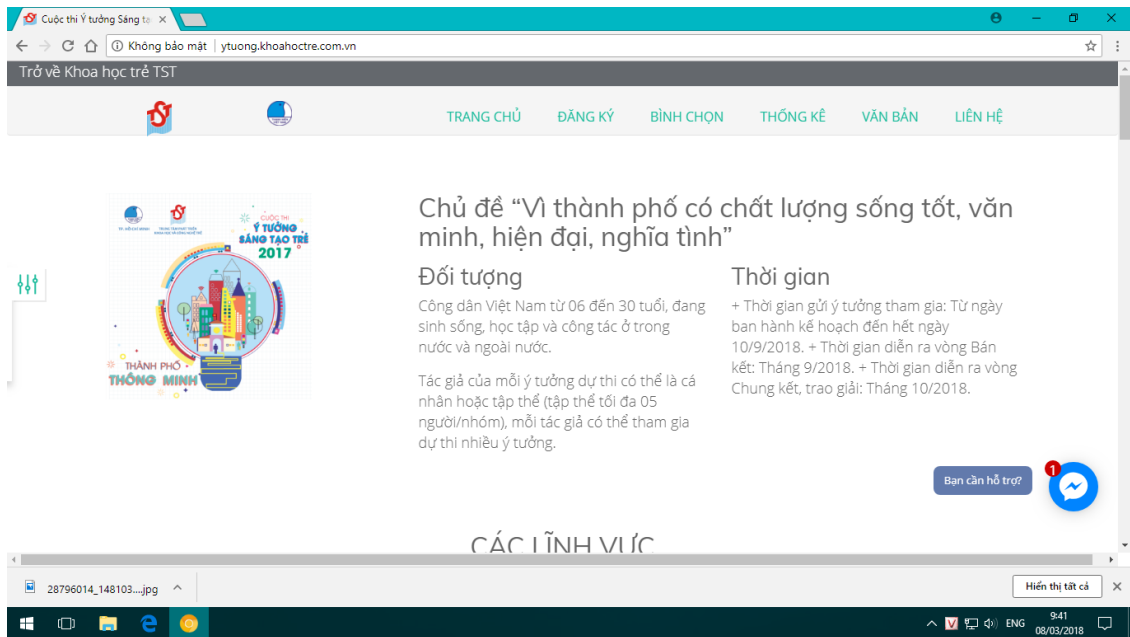 Cuộc thi Ý tưởng Sáng tạ
Không bảo mật
ytuong.khoahoctre.com.vn
Trở về Khoa học trẻ TST
TRANG CHỦ ĐĂNG KÝ BÌNH CHỌN THỐNG KÊ VĂN BẢN LIÊN HỆ
CUỘC THI
Ý TƯỞNG
SÁNG TẠO TRẺ
2017
THÀNH PHỐ
THÔNG MINH
Chủ đề “Vì thành phố có chất lượng sống tốt, văn
minh, hiện đại, nghĩa tình”
Đối tượng
Công dân Việt Nam từ 06 đến 30 tuổi, đang
sinh sống, học tập và công tác ở trong
nước và ngoài nước.
Tác giả của mỗi ý tưởng dự thi có thể là cá
nhân hoặc tập thể (tập thể tối đa 05
người/nhóm), mỗi tác giả có thể tham gia
dự thi nhiều ý tưởng.
Thời gian
+ Thời gian gửi ý tưởng tham gia: Từ ngày
ban hành kế hoạch đến hết ngày
10/9/2018. + Thời gian diễn ra vòng Bán
kết: Tháng 9/2018. + Thời gian diễn ra vòng
Chung kết, trao giải: Tháng 10/2018.
Bạn cần hỗ trợ?
1
CÁC LĨNH VỰC
28796014_148103....jpg
Hiển thị tất cả
ENG
9:41
08/03/2018